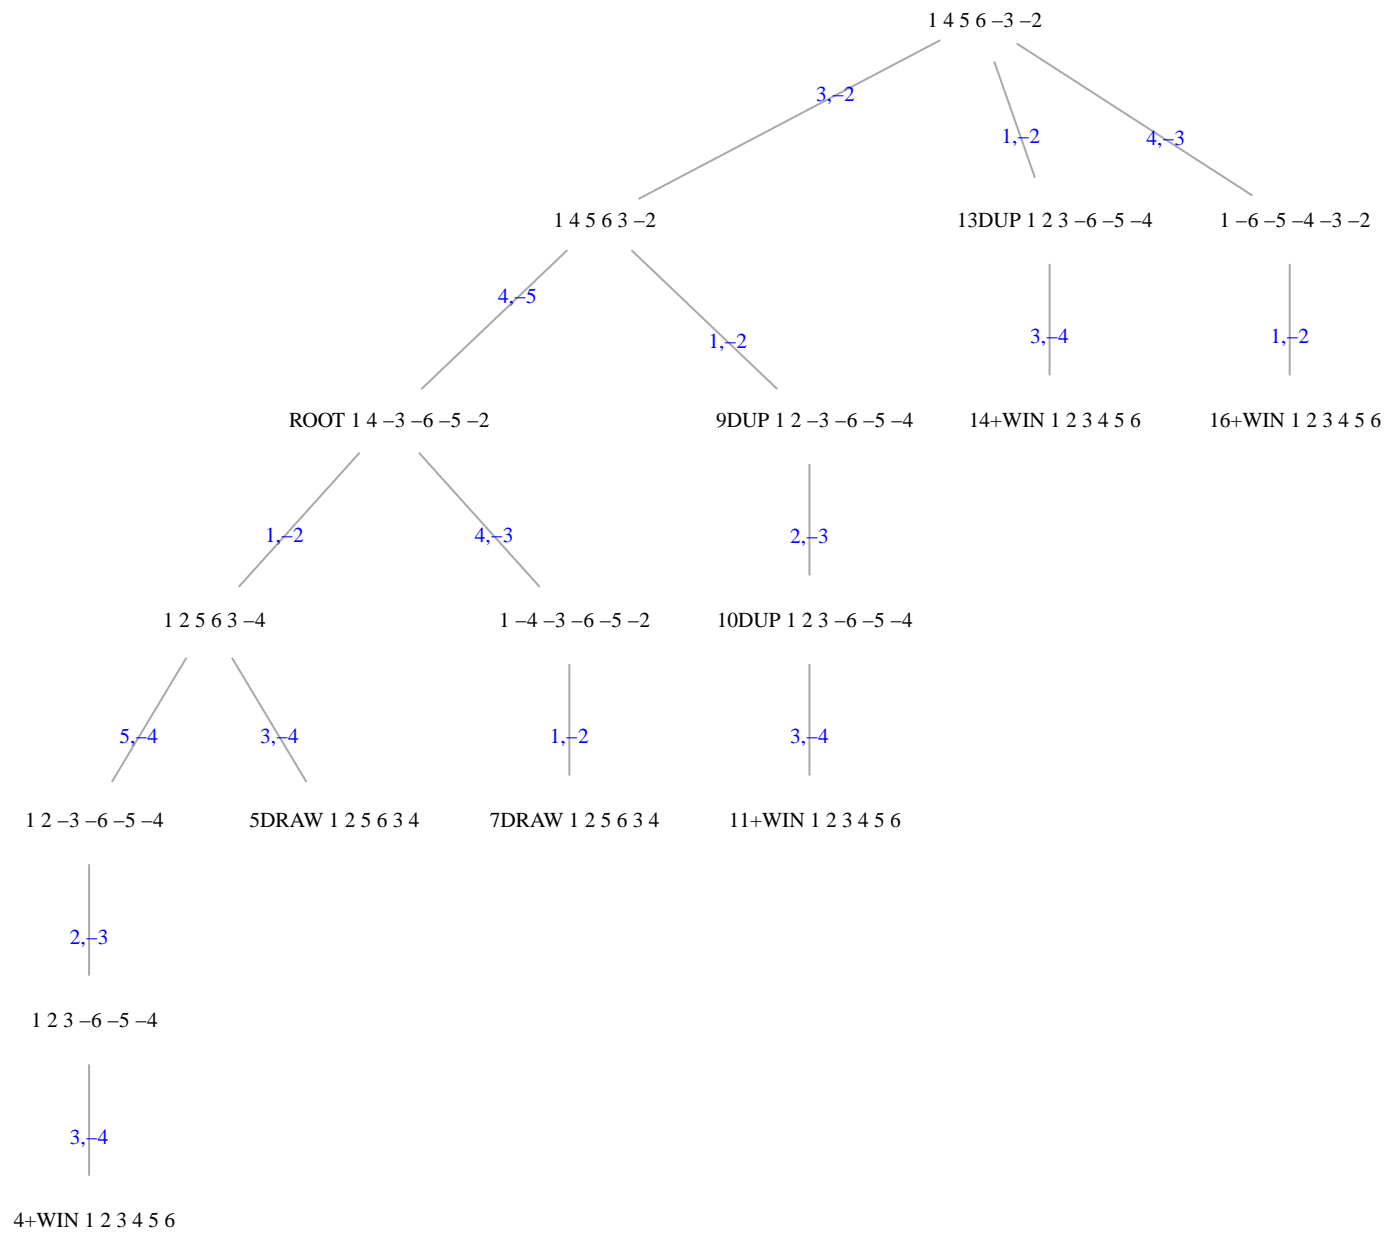 1 4 5 6 –3 –2
3,–2
1,–2
4,–3
1 4 5 6 3 –2
13DUP 1 2 3 –6 –5 –4
1 –6 –5 –4 –3 –2
4,–5
1,–2
3,–4
1,–2
ROOT 1 4 –3 –6 –5 –2
9DUP 1 2 –3 –6 –5 –4
14+WIN 1 2 3 4 5 6
16+WIN 1 2 3 4 5 6
1,–2
4,–3
2,–3
1 2 5 6 3 –4
1 –4 –3 –6 –5 –2
10DUP 1 2 3 –6 –5 –4
5,–4
3,–4
1,–2
3,–4
1 2 –3 –6 –5 –4
5DRAW 1 2 5 6 3 4
7DRAW 1 2 5 6 3 4
11+WIN 1 2 3 4 5 6
2,–3
1 2 3 –6 –5 –4
3,–4
4+WIN 1 2 3 4 5 6